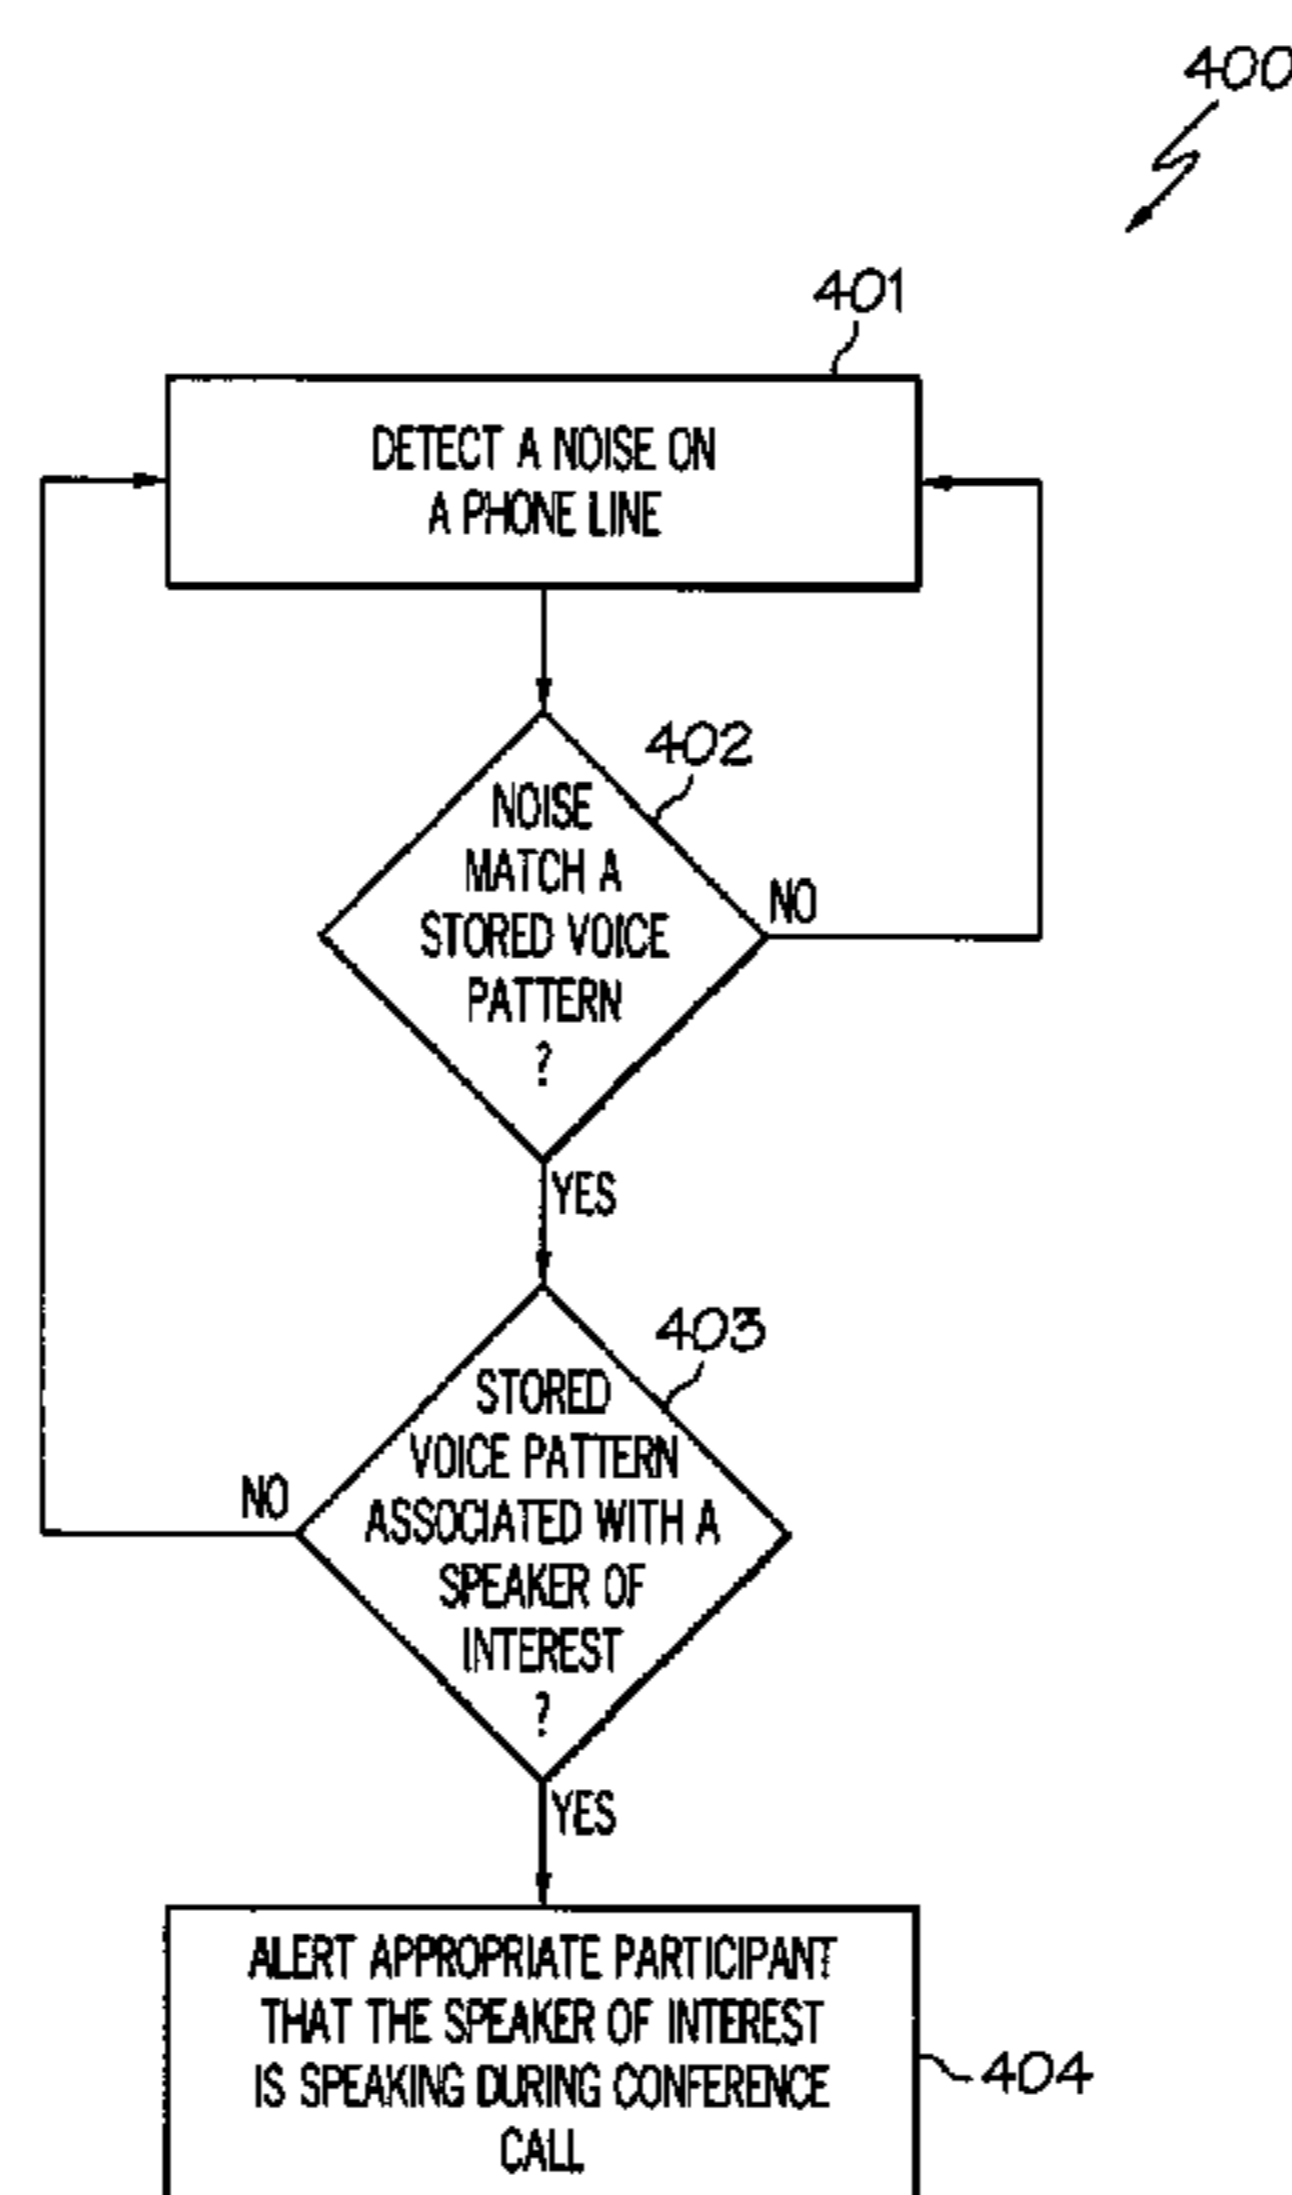 400
401
DETECT A NOISE ON
A PHONE LINE
402
NOISE
MATCH A
STORED VOICE
PATTERN
?
NO
YES
403
STORED
VOICE PATTERN
ASSOCIATED WITH A
SPEAKER OF
INTEREST
?
NO
YES
ALERT APPROPRIATE PARTICIPANT
THAT THE SPEAKER OF INTEREST
IS SPEAKING DURING CONFERENCE
CALL
404